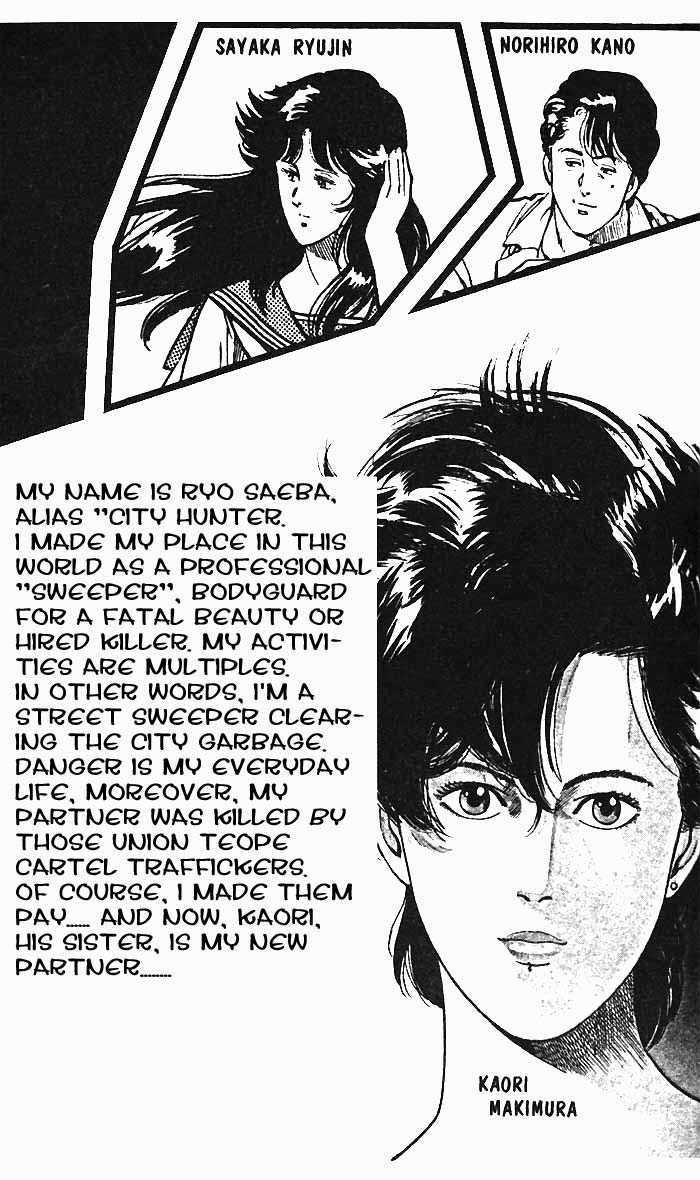 SAYAKA RYUJIN
NORIHIRO KANO
MY NAME IS RYO SAEBA,
ALIAS "CITY HUNTER.
I MADE MY PLACE IN THIS
WORLD AS A PROFESSIONAL
"SWEEPER", BODYGUARD
FOR A FATAL BEAUTY OR
HIRED KILLER. MY ACTIVI-
TIES ARE MULTIPLES.
IN OTHER WORDS, I'M A
STREET SWEEPER CLEAR-
ING THE CITY GARBAGE.
DANGER IS MY EVERYDAY
LIFE, MOREOVER, MY
PARTNER WAS KILLED BY
THOSE UNION TEOPE
CARTEL TRAFFICKERS.
OF COURSE, I MADE THEM
PAY...... AND NOW, KAORI,
HIS SISTER, IS MY NEW
PARTNER........
KAORI
MAKIMURA